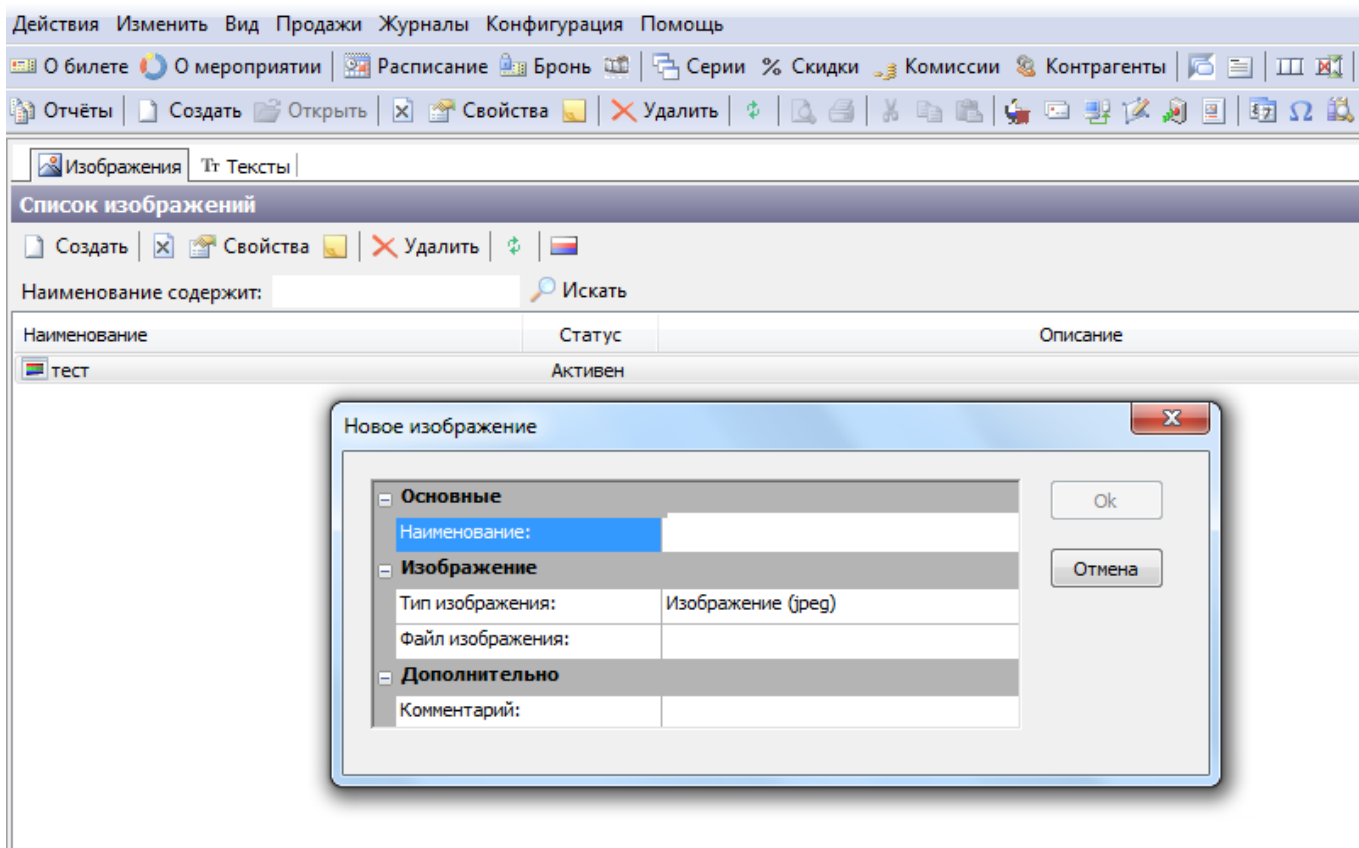 Действия Изменить Вид Продажи Журналы Конфигурация Помощь
О билете О мероприятии Расписание Бронь Серии % Скидки Комиссии Контрагенты
Отчёты Создать Открыть Свойства Удалить
Изображения Тт Тексты
Список изображений
Создать Свойства Удалить
Наименование содержит: Искать
Наименование Статус Описание
тест Активен
Новое изображение
Основные
Ok
Наименование:
Изображение
Отмена
Тип изображения: Изображение (jpeg)
Файл изображения:
Дополнительно
Комментарий: